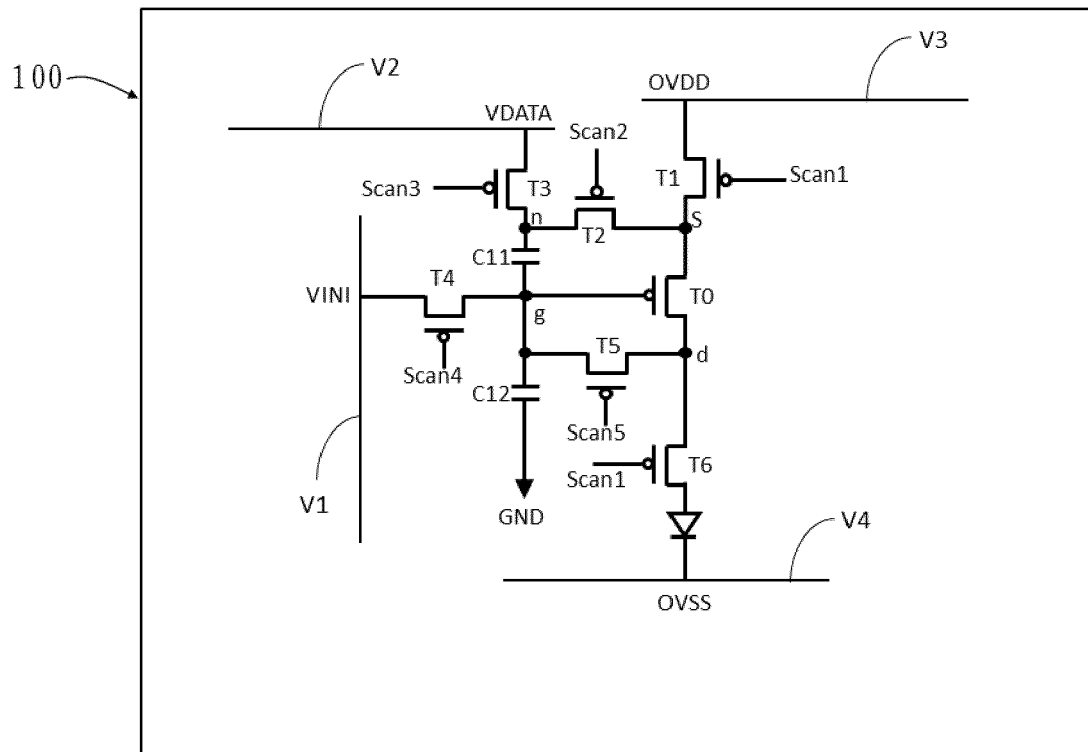 V3
V2
100
OVDD
VDATA
Scan2
Scan3
T3
T1
Scan1
n
S
T2
C11
T4
VINI
T0
g
T5
d
Scan4
C12
Scan5
T6
Scan1
V1
GND
V4
OVSS